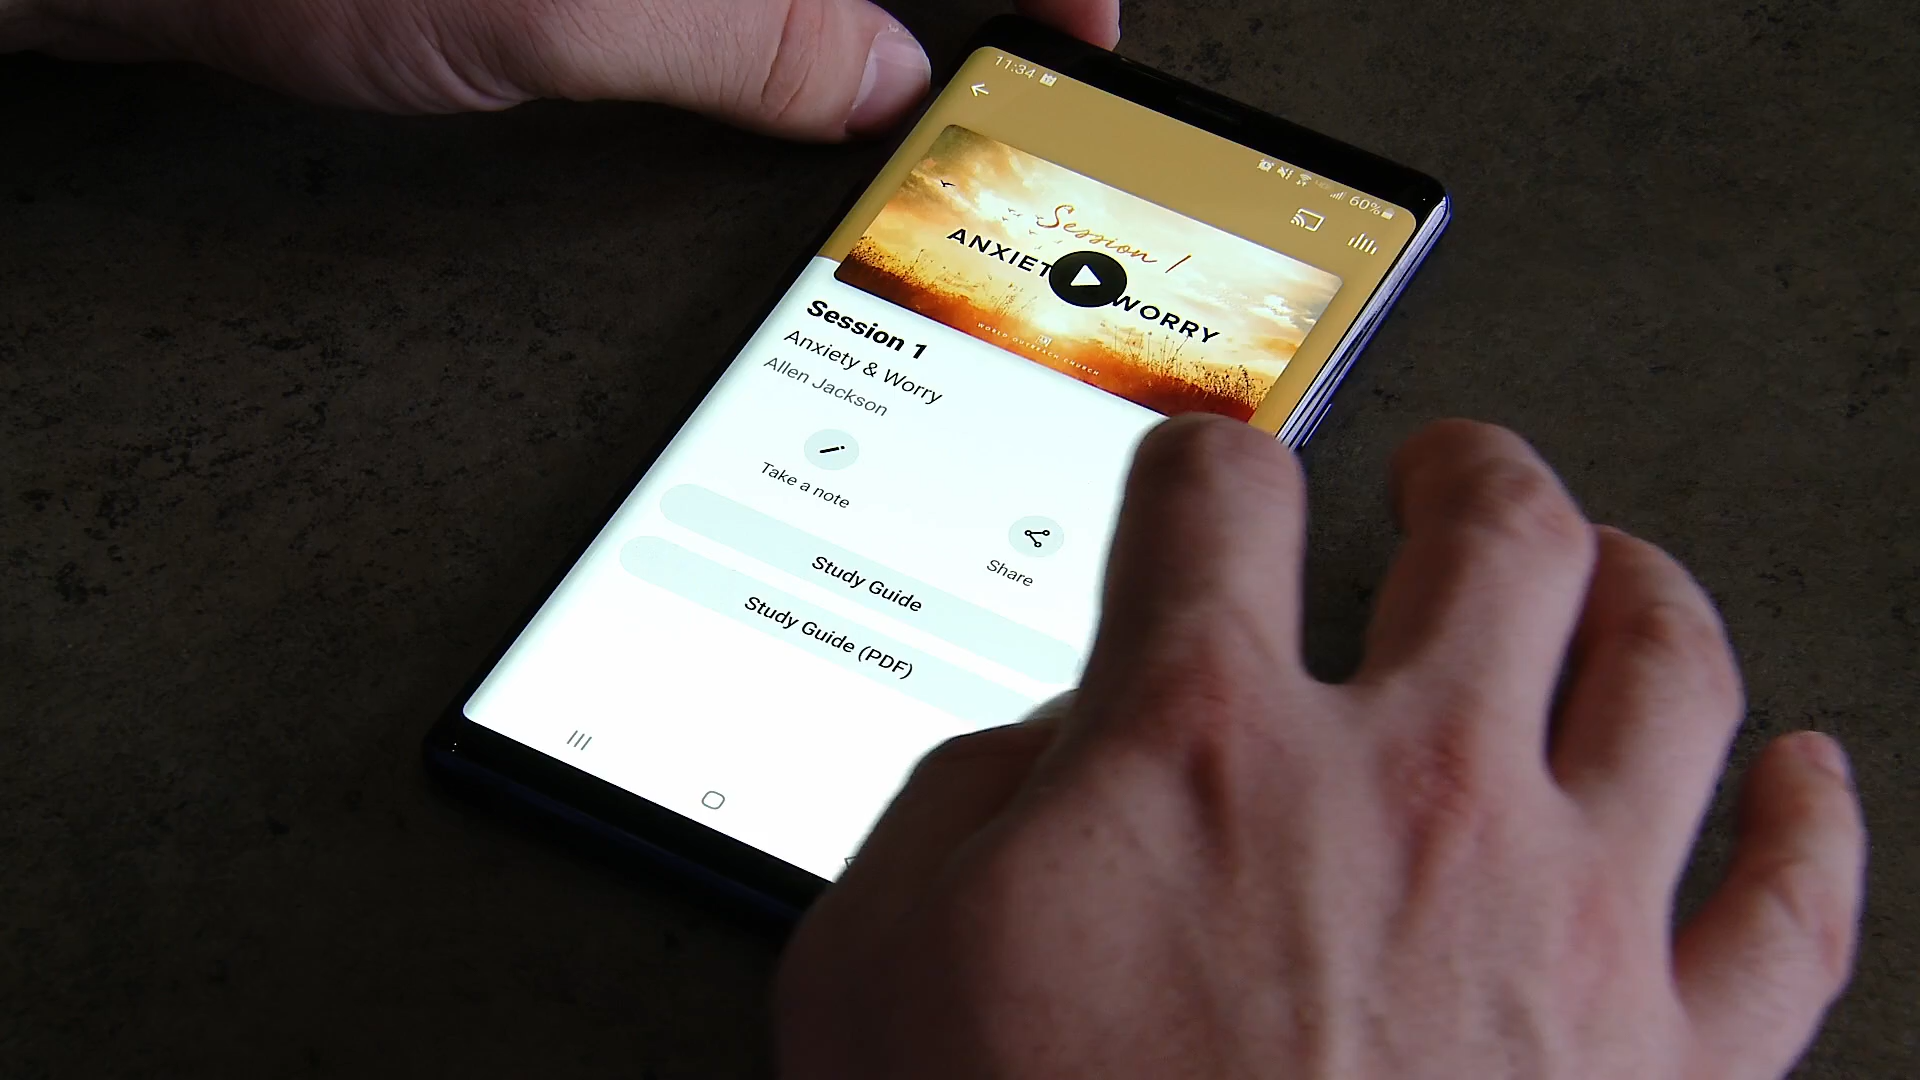 11:34
60%
Session 1
ANXIET WORRY
WORLD OUTREACH CHURCH
Session 1
Anxiety & Worry
Allen Jackson
Take a note
Share
Study Guide
Study Guide (PDF)